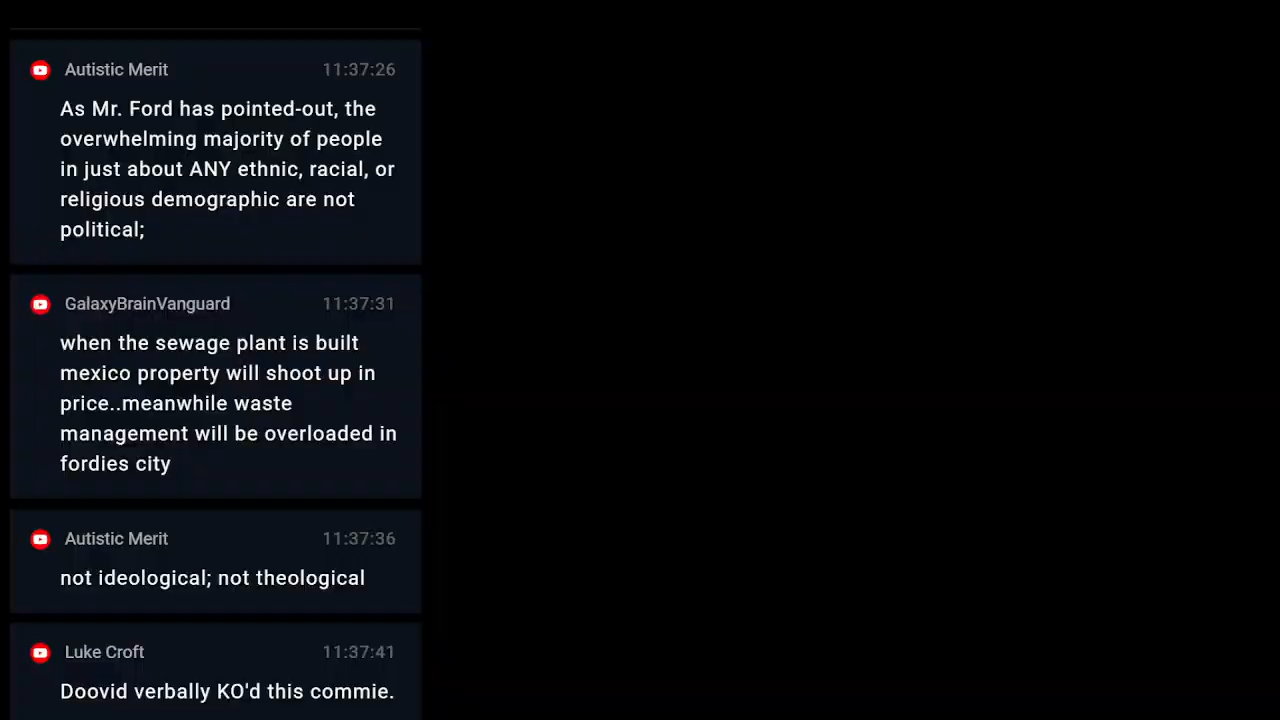 Autistic Merit 11:37:26
As Mr. Ford has pointed-out, the
overwhelming majority of people
in just about ANY ethnic, racial, or
religious demographic are not
political;
GalaxyBrainVanguard 11:37:31
when the sewage plant is built
mexico property will shoot up in
price..meanwhile waste
management will be overloaded in
fordies city
Autistic Merit 11:37:36
not ideological; not theological
Luke Croft 11:37:41
Doovid verbally KO'd this commie.